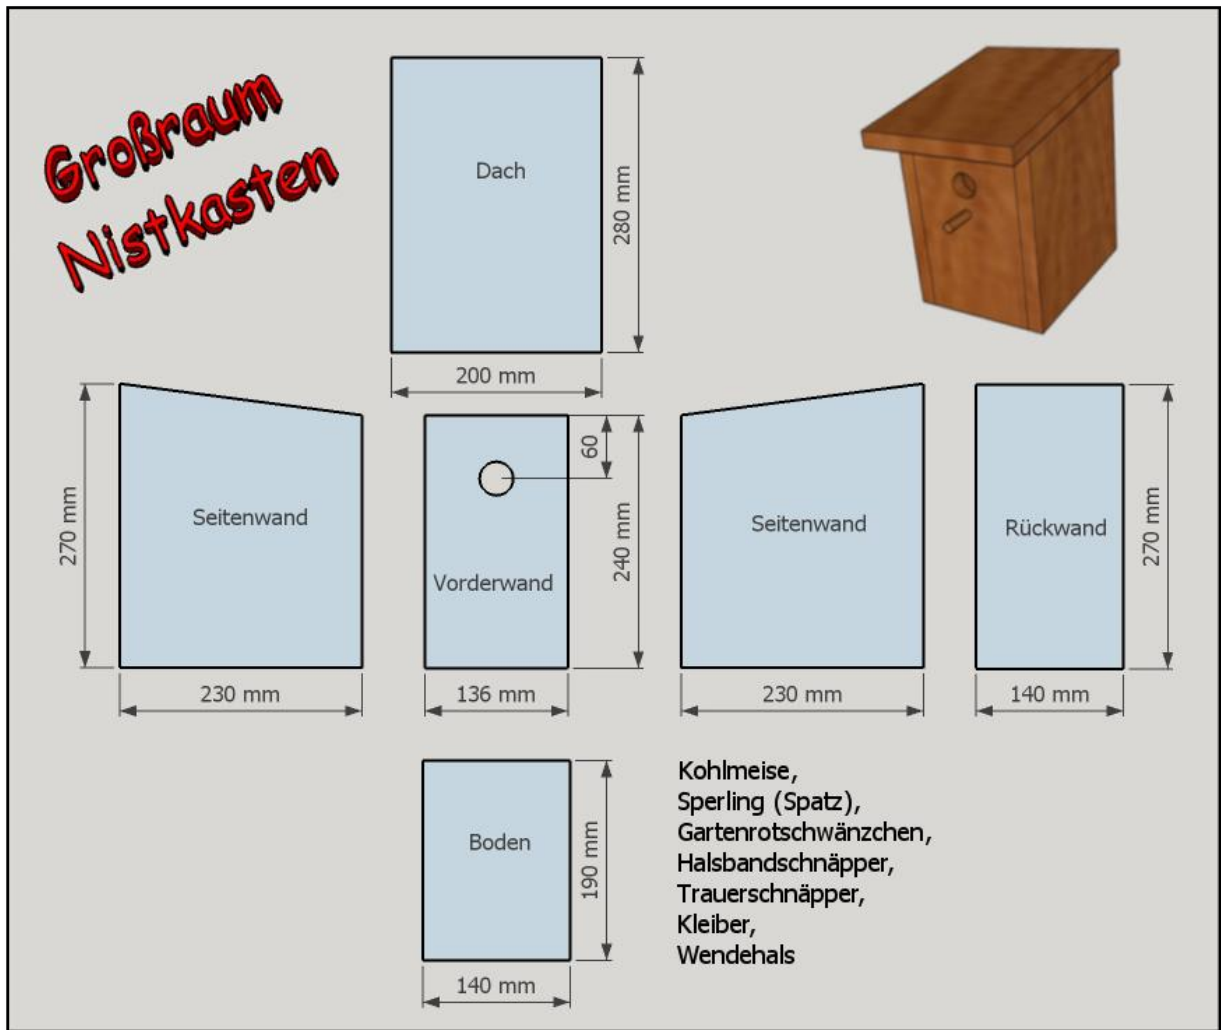 Großraum
Nistkasten
Dach
280 mm
200 mm
270 mm
Seitenwand
230 mm
60
Vorderwand
240 mm
136 mm
Seitenwand
230 mm
Rückwand
270 mm
140 mm
Boden
190 mm
140 mm
Kohlmeise,
Sperling (Spatz),
Gartenrotschwänzchen,
Halsbandschnäpper,
Trauerschnäpper,
Kleiber,
Wendehals